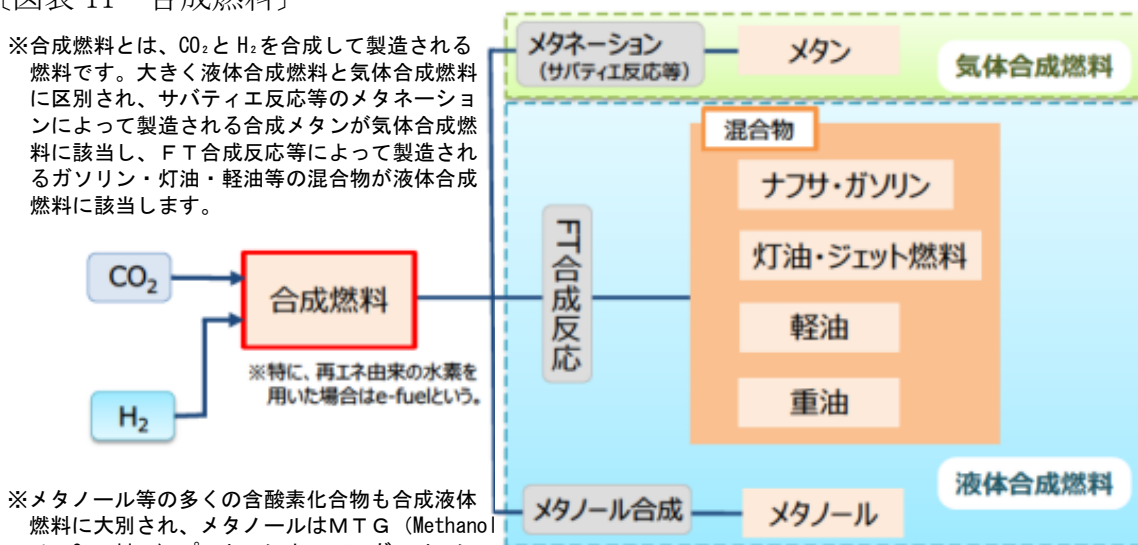 〔図表 11 合成燃料〕
※合成燃料とは、CO₂とH₂を合成して製造される
燃料です。大きく液体合成燃料と気体合成燃料
に区別され、サバティエ反応等のメタネーショ
ンによって製造される合成メタンが気体合成燃
料に該当し、ＦＴ合成反応等によって製造され
るガソリン・灯油・軽油等の混合物が液体合成
燃料に該当します。
メタネーション
（サバティエ反応等）
メタン
気体合成燃料
混合物
ナフサ・ガソリン
灯油・ジェット燃料
軽油
重油
FT合成反応
CO₂
合成燃料
※特に、再エネ由来の水素を
用いた場合はe-fuelという。
H₂
液体合成燃料
メタノール合成
メタノール
※メタノール等の多くの含酸素化合物も合成液体
燃料に大別され、メタノールはＭＴＧ（Methanol